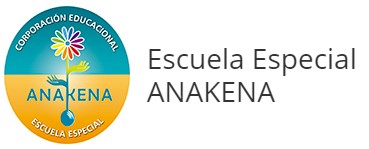 CORPORACIÓN EDUCACIONAL
ANAKENA
ESCUELA ESPECIAL
Escuela Especial
ANAKENA